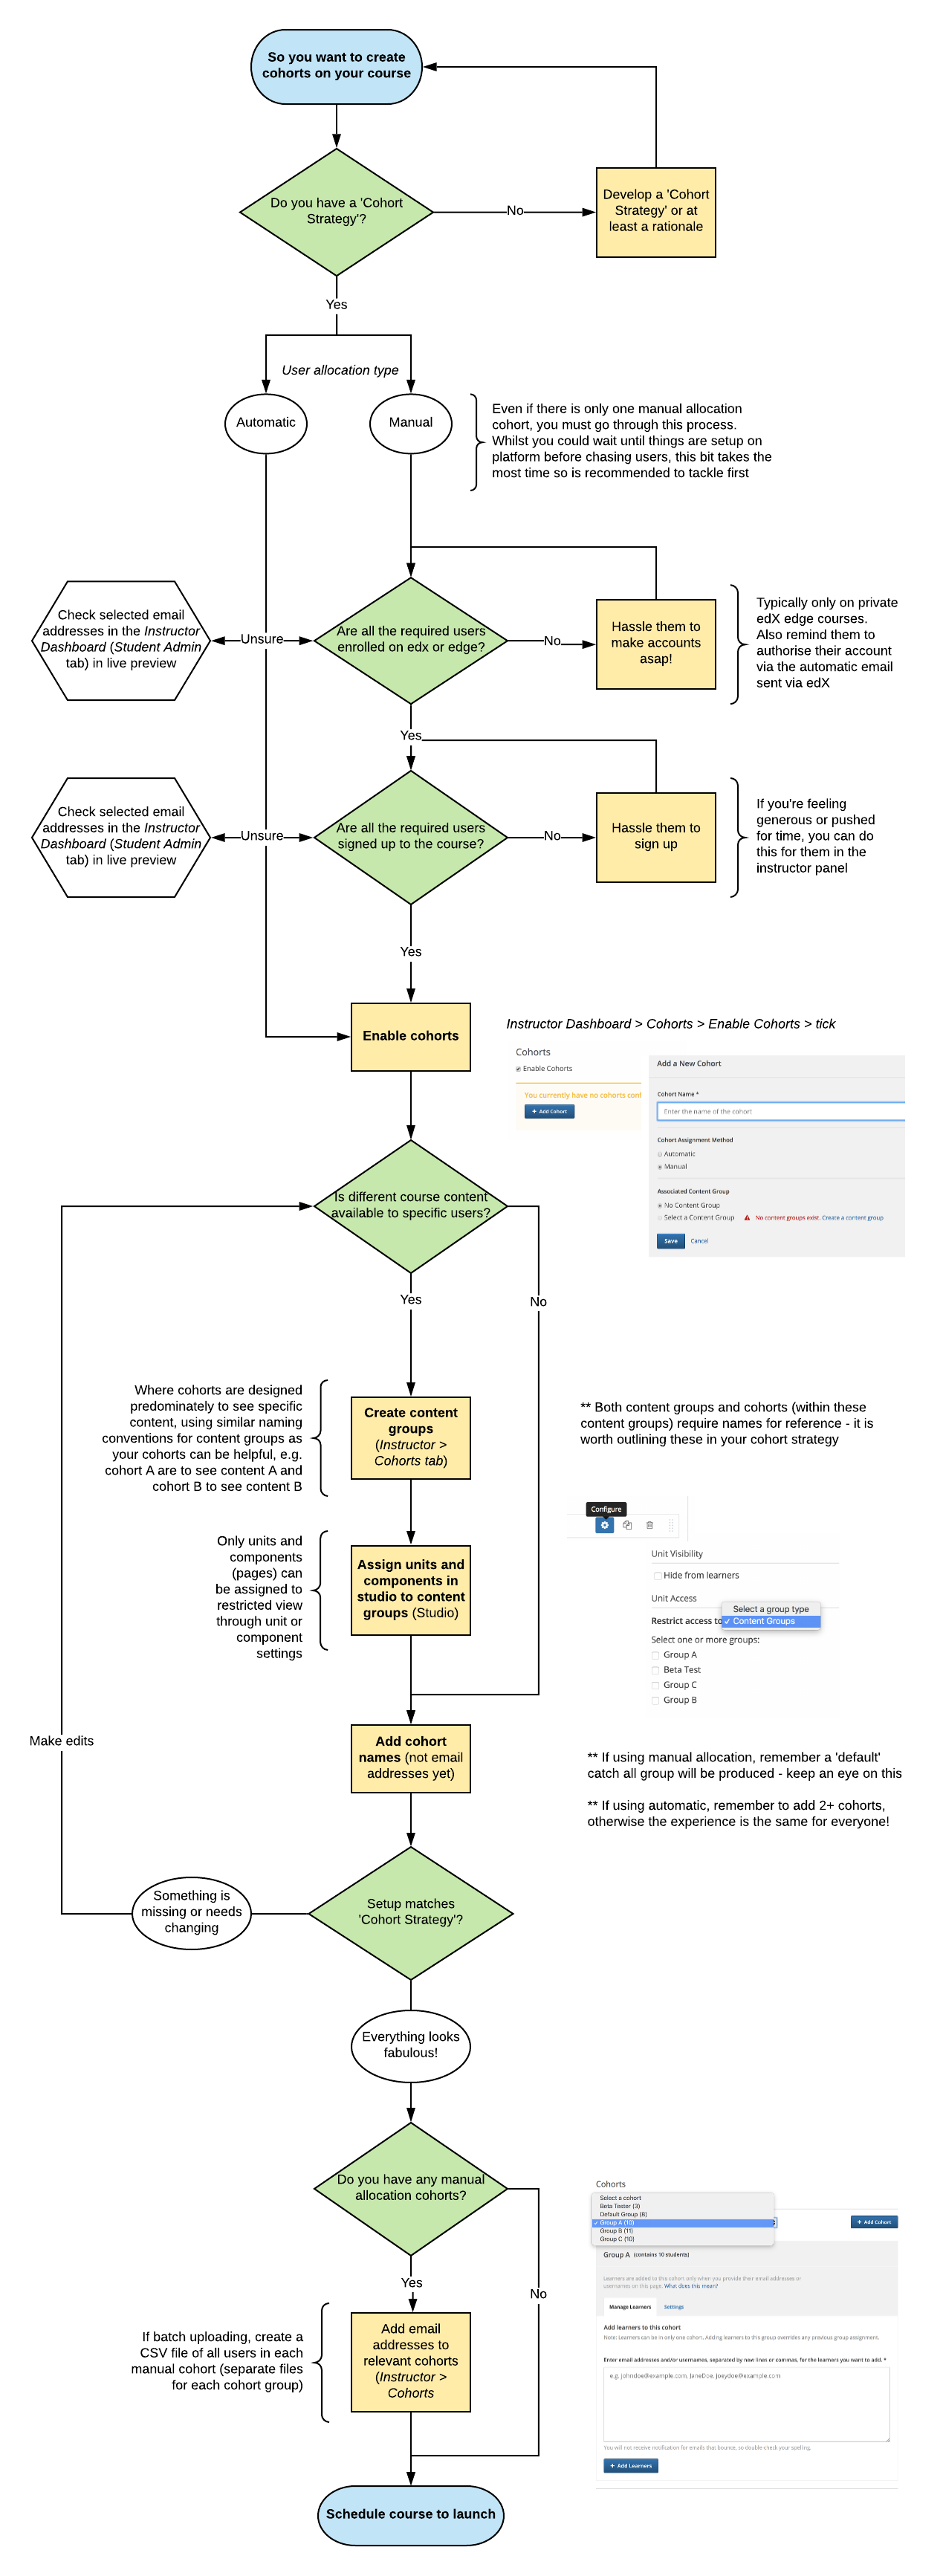 So you want to create
cohorts on your course
Do you have a 'Cohort
Strategy'?
No
Develop a 'Cohort
Strategy' or at
least a rationale
Yes
User allocation type
Automatic
Manual
Even if there is only one manual allocation
cohort, you must go through this process.
Whilst you could wait until things are setup on
platform before chasing users, this bit takes the
most time so is recommended to tackle first
Check selected email
addresses in the Instructor
Dashboard (Student Admin
tab) in live preview
Unsure
Are all the required users
enrolled on edx or edge?
No
Hassle them to
make accounts
asap!
Typically only on private
edX edge courses.
Also remind them to
authorise their account
via the automatic email
sent via edX
Yes
Check selected email
addresses in the Instructor
Dashboard (Student Admin
tab) in live preview
Unsure
Are all the required users
signed up to the course?
No
Hassle them to
sign up
If you're feeling
generous or pushed
for time, you can do
this for them in the
instructor panel
Yes
Enable cohorts
Instructor Dashboard > Cohorts > Enable Cohorts > tick
Cohorts
Enable Cohorts
You currently have no cohorts conf
+ Add Cohort
Add a New Cohort
Cohort Name *
Enter the name of the cohort
Cohort Assignment Method
Automatic
Manual
Associated Content Group
No Content Group
Select a Content Group
No content groups exist. Create a content group
Save
Cancel
Is different course content
available to specific users?
Yes
No
Where cohorts are designed
predominately to see specific
content, using similar naming
conventions for content groups as
your cohorts can be helpful, e.g.
cohort A are to see content A and
cohort B to see content B
Create content
groups
(Instructor >
Cohorts tab)
** Both content groups and cohorts (within these
content groups) require names for reference - it is
worth outlining these in your cohort strategy
Only units and
components
(pages) can
be assigned to
restricted view
through unit or
component
settings
Assign units and
components in
studio to content
groups (Studio)
Configure
Unit Visibility
Hide from learners
Unit Access
Restrict access to
Select a group type
✓ Content Groups
Select one or more groups:
Group A
Beta Test
Group C
Group B
Make edits
Add cohort
names (not email
addresses yet)
** If using manual allocation, remember a 'default'
catch all group will be produced - keep an eye on this
** If using automatic, remember to add 2+ cohorts,
otherwise the experience is the same for everyone!
Something is
missing or needs
changing
Setup matches
'Cohort Strategy'?
Everything looks
fabulous!
Do you have any manual
allocation cohorts?
Yes
No
Cohorts
Select a cohort
Beta Tester (3)
Default Group (8)
✓ Group A (10)
Group B (11)
Group C (10)
+ Add Cohort
Group A (contains 10 students)
Learners are added to this cohort only when you provide their email addresses or
usernames on this page. What does this mean?
Manage Learners
Settings
Add learners to this cohort
Note: Learners can be in only one cohort. Adding learners to this group overrides any previous group assignment.
Enter email addresses and/or usernames, separated by new lines or commas, for the learners you want to add. *
e.g. johndoe@example.com, JaneDoe, joeydoe@example.com
You will not receive notification for emails that bounce, so double check your spelling.
+ Add Learners
If batch uploading, create a
CSV file of all users in each
manual cohort (separate files
for each cohort group)
Add email
addresses to
relevant cohorts
(Instructor >
Cohorts
Schedule course to launch